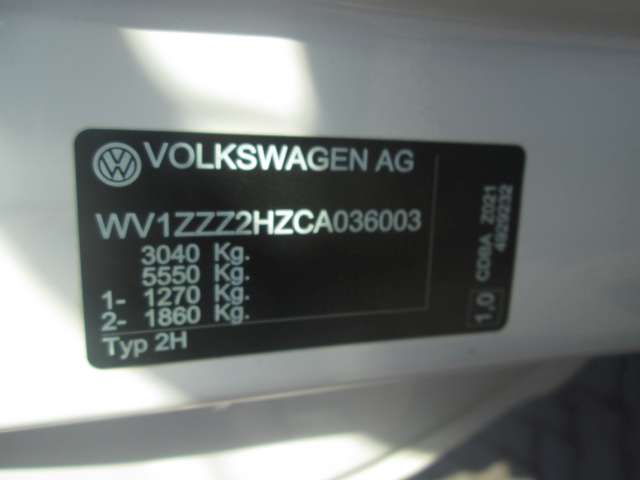 VOLKSWAGEN AG
WV1ZZZ2HZCA036003
3040 Kg.
5550 Kg.
1- 1270 Kg.
2- 1860 Kg.
Typ 2H
1,0
CDBA Z021
4929232